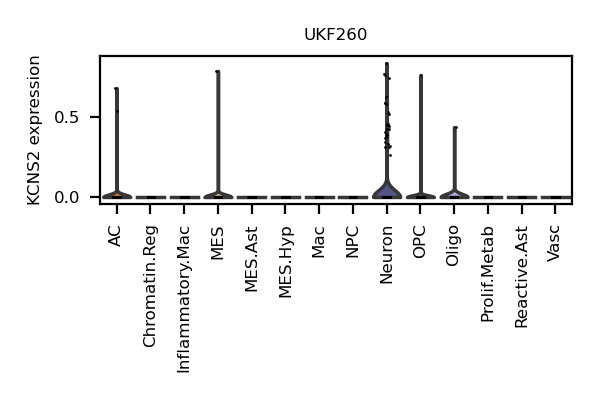 UKF260
KCNS2 expression
0.5
0.0
AC
Chromatin.Reg
Inflammatory.Mac
MES
MES.Ast
MES.Hyp
Mac
NPC
Neuron
OPC
Oligo
Prolif.Metab
Reactive.Ast
Vasc